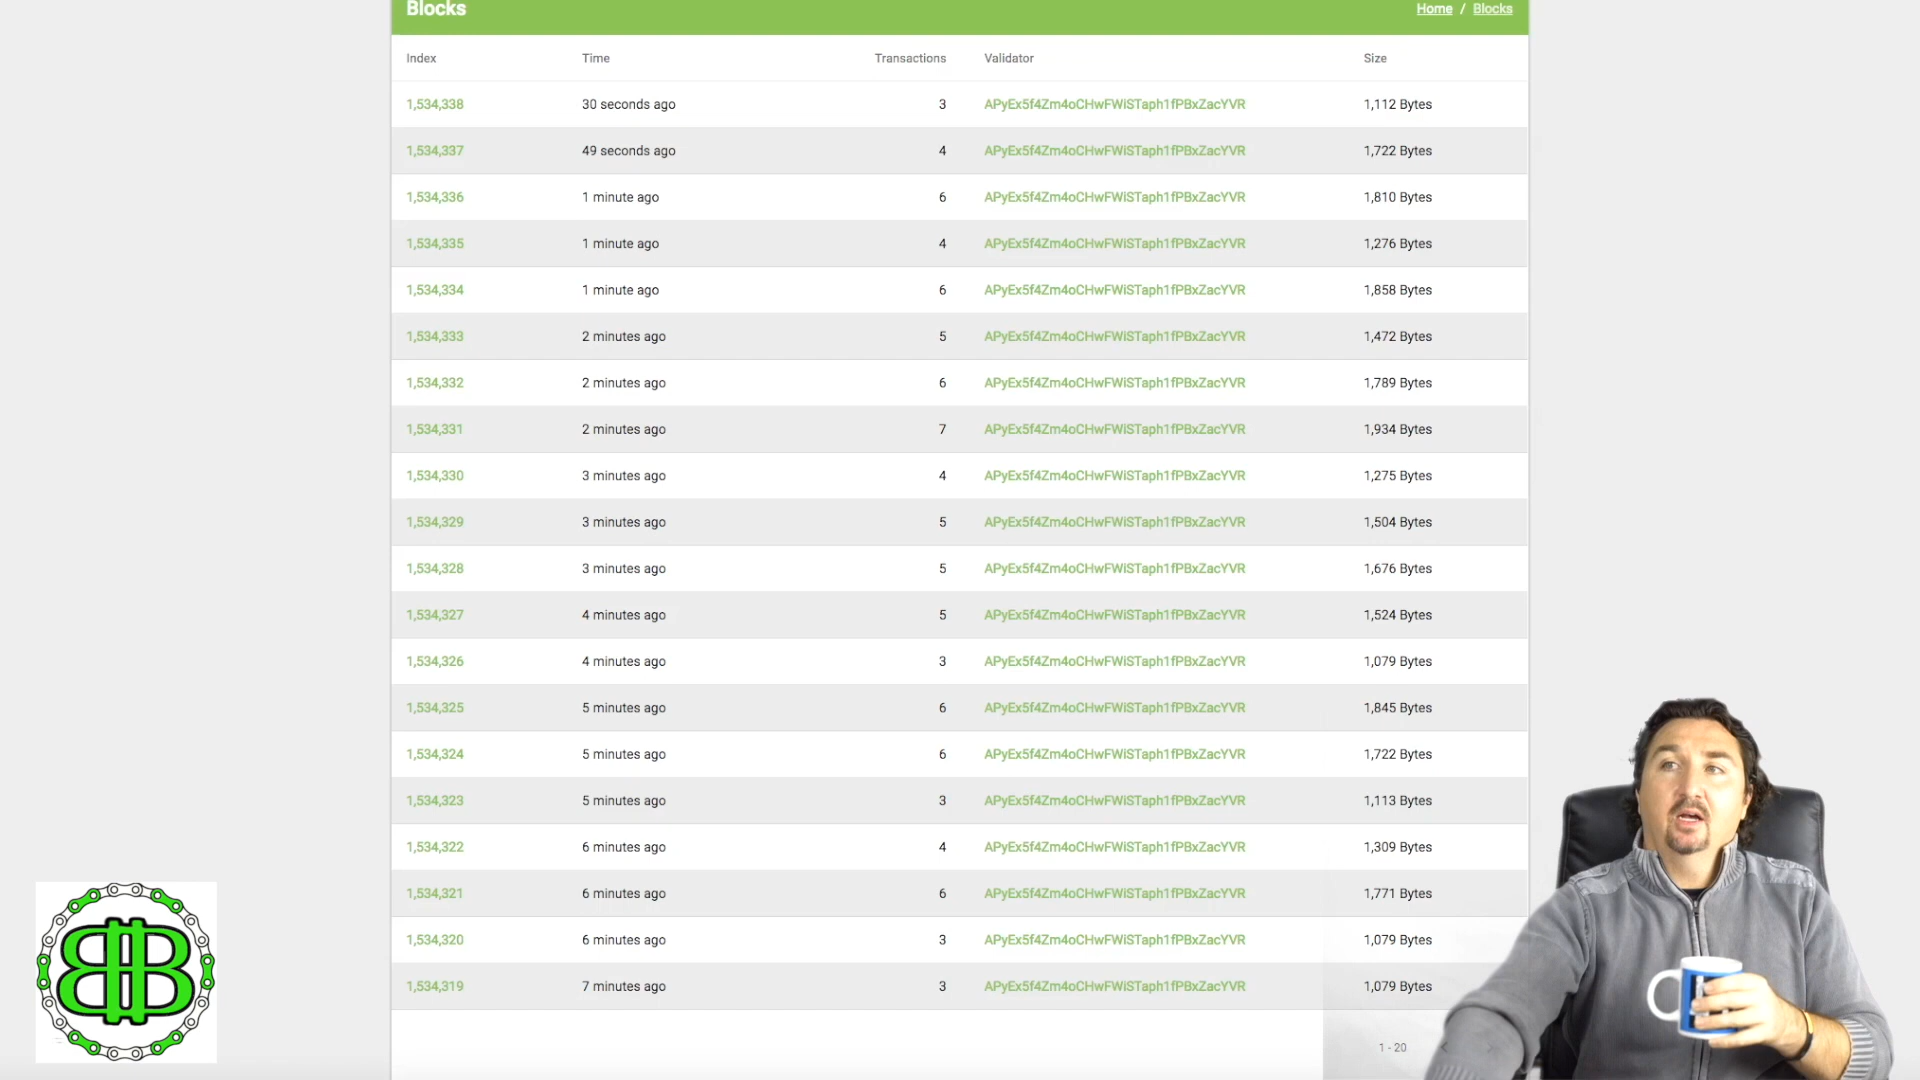 Blocks
Home / Blocks
Index Time Transactions Validator Size
1,534,338 30 seconds ago 3 APyEx5f4Zm4oCHwFWiSTaph1fPBxZacYVR 1,112 Bytes
1,534,337 49 seconds ago 4 APyEx5f4Zm4oCHwFWiSTaph1fPBxZacYVR 1,722 Bytes
1,534,336 1 minute ago 6 APyEx5f4Zm4oCHwFWiSTaph1fPBxZacYVR 1,810 Bytes
1,534,335 1 minute ago 4 APyEx5f4Zm4oCHwFWiSTaph1fPBxZacYVR 1,276 Bytes
1,534,334 1 minute ago 6 APyEx5f4Zm4oCHwFWiSTaph1fPBxZacYVR 1,858 Bytes
1,534,333 2 minutes ago 5 APyEx5f4Zm4oCHwFWiSTaph1fPBxZacYVR 1,472 Bytes
1,534,332 2 minutes ago 6 APyEx5f4Zm4oCHwFWiSTaph1fPBxZacYVR 1,789 Bytes
1,534,331 2 minutes ago 7 APyEx5f4Zm4oCHwFWiSTaph1fPBxZacYVR 1,934 Bytes
1,534,330 3 minutes ago 4 APyEx5f4Zm4oCHwFWiSTaph1fPBxZacYVR 1,275 Bytes
1,534,329 3 minutes ago 5 APyEx5f4Zm4oCHwFWiSTaph1fPBxZacYVR 1,504 Bytes
1,534,328 3 minutes ago 5 APyEx5f4Zm4oCHwFWiSTaph1fPBxZacYVR 1,676 Bytes
1,534,327 4 minutes ago 5 APyEx5f4Zm4oCHwFWiSTaph1fPBxZacYVR 1,524 Bytes
1,534,326 4 minutes ago 3 APyEx5f4Zm4oCHwFWiSTaph1fPBxZacYVR 1,079 Bytes
1,534,325 5 minutes ago 6 APyEx5f4Zm4oCHwFWiSTaph1fPBxZacYVR 1,845 Bytes
1,534,324 5 minutes ago 6 APyEx5f4Zm4oCHwFWiSTaph1fPBxZacYVR 1,722 Bytes
1,534,323 5 minutes ago 3 APyEx5f4Zm4oCHwFWiSTaph1fPBxZacYVR 1,113 Bytes
1,534,322 6 minutes ago 4 APyEx5f4Zm4oCHwFWiSTaph1fPBxZacYVR 1,309 Bytes
1,534,321 6 minutes ago 6 APyEx5f4Zm4oCHwFWiSTaph1fPBxZacYVR 1,771 Bytes
1,534,320 6 minutes ago 3 APyEx5f4Zm4oCHwFWiSTaph1fPBxZacYVR 1,079 Bytes
1,534,319 7 minutes ago 3 APyEx5f4Zm4oCHwFWiSTaph1fPBxZacYVR 1,079 Bytes
1 - 20